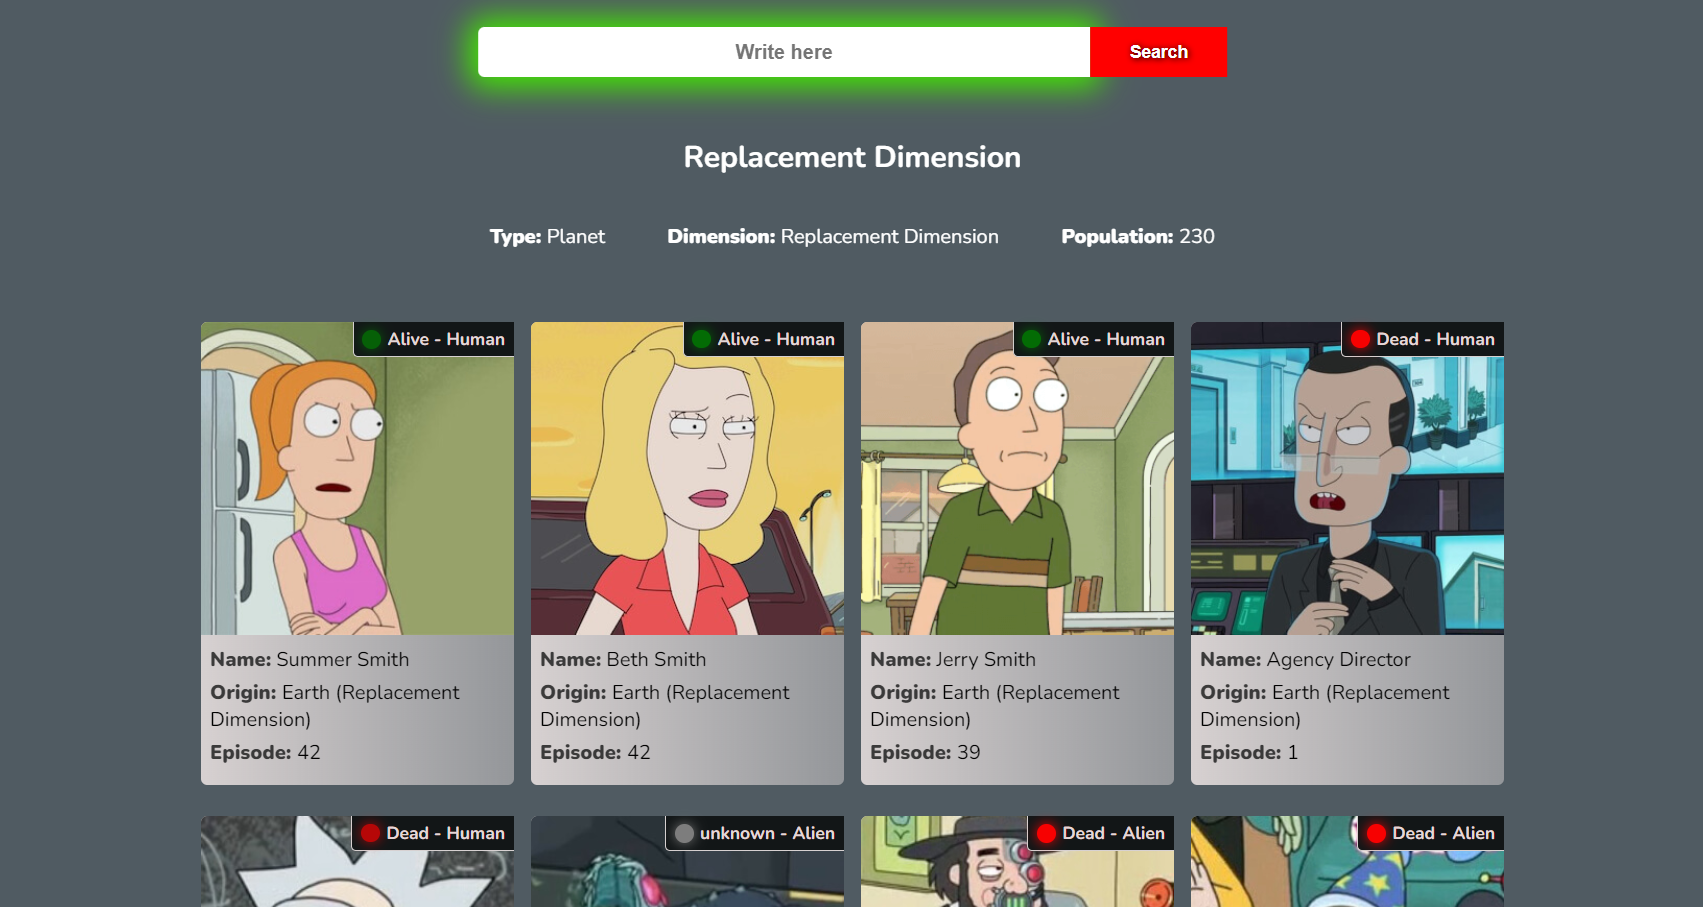 Write here
Search
Replacement Dimension
Type: Planet
Dimension: Replacement Dimension
Population: 230
Alive - Human
Name: Summer Smith
Origin: Earth (Replacement
Dimension)
Episode: 42
Alive - Human
Name: Beth Smith
Origin: Earth (Replacement
Dimension)
Episode: 42
Alive - Human
Name: Jerry Smith
Origin: Earth (Replacement
Dimension)
Episode: 39
Dead - Human
Name: Agency Director
Origin: Earth (Replacement
Dimension)
Episode: 1
Dead - Human
unknown - Alien
Dead - Alien
Dead - Alien